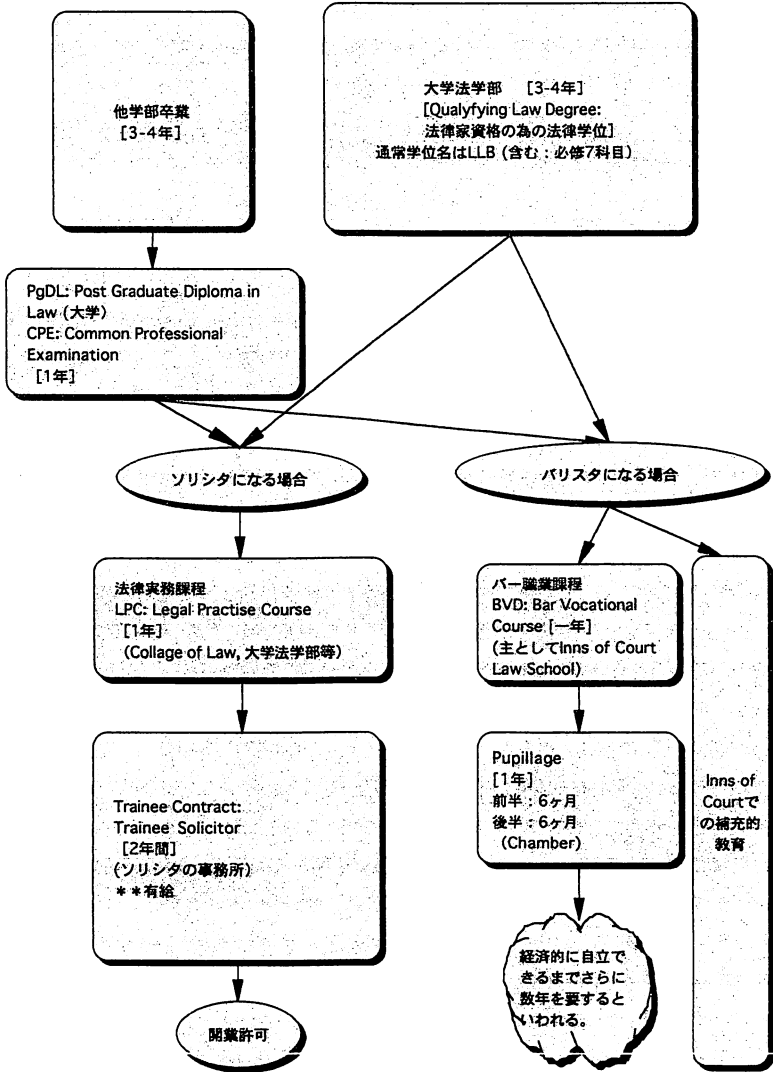 他学部卒業
[3-4年]
大学法学部 [3-4年]
[Qualyfying Law Degree:
法律家資格の為の法律学位]
通常学位名はLLB (含む:必修7科目)
PgDL: Post Graduate Diploma in
Law (大学)
CPE: Common Professional
Examination
[1年]
ソリシタになる場合
バリスタになる場合
法律実務課程
LPC: Legal Practise Course
[1年]
(Collage of Law, 大学法学部等)
バー職業課程
BVD: Bar Vocational
Course [一年]
(主としてInns of Court
Law School)
Trainee Contract:
Trainee Solicitor
[2年間]
(ソリシタの事務所)
**有給
Pupillage
[1年]
前半:6ヶ月
後半:6ヶ月
(Chamber)
Inns of
Courtで
の補充的
教育
経済的に自立で
きるまでさらに
数年を要すると
いわれる。
開業許可